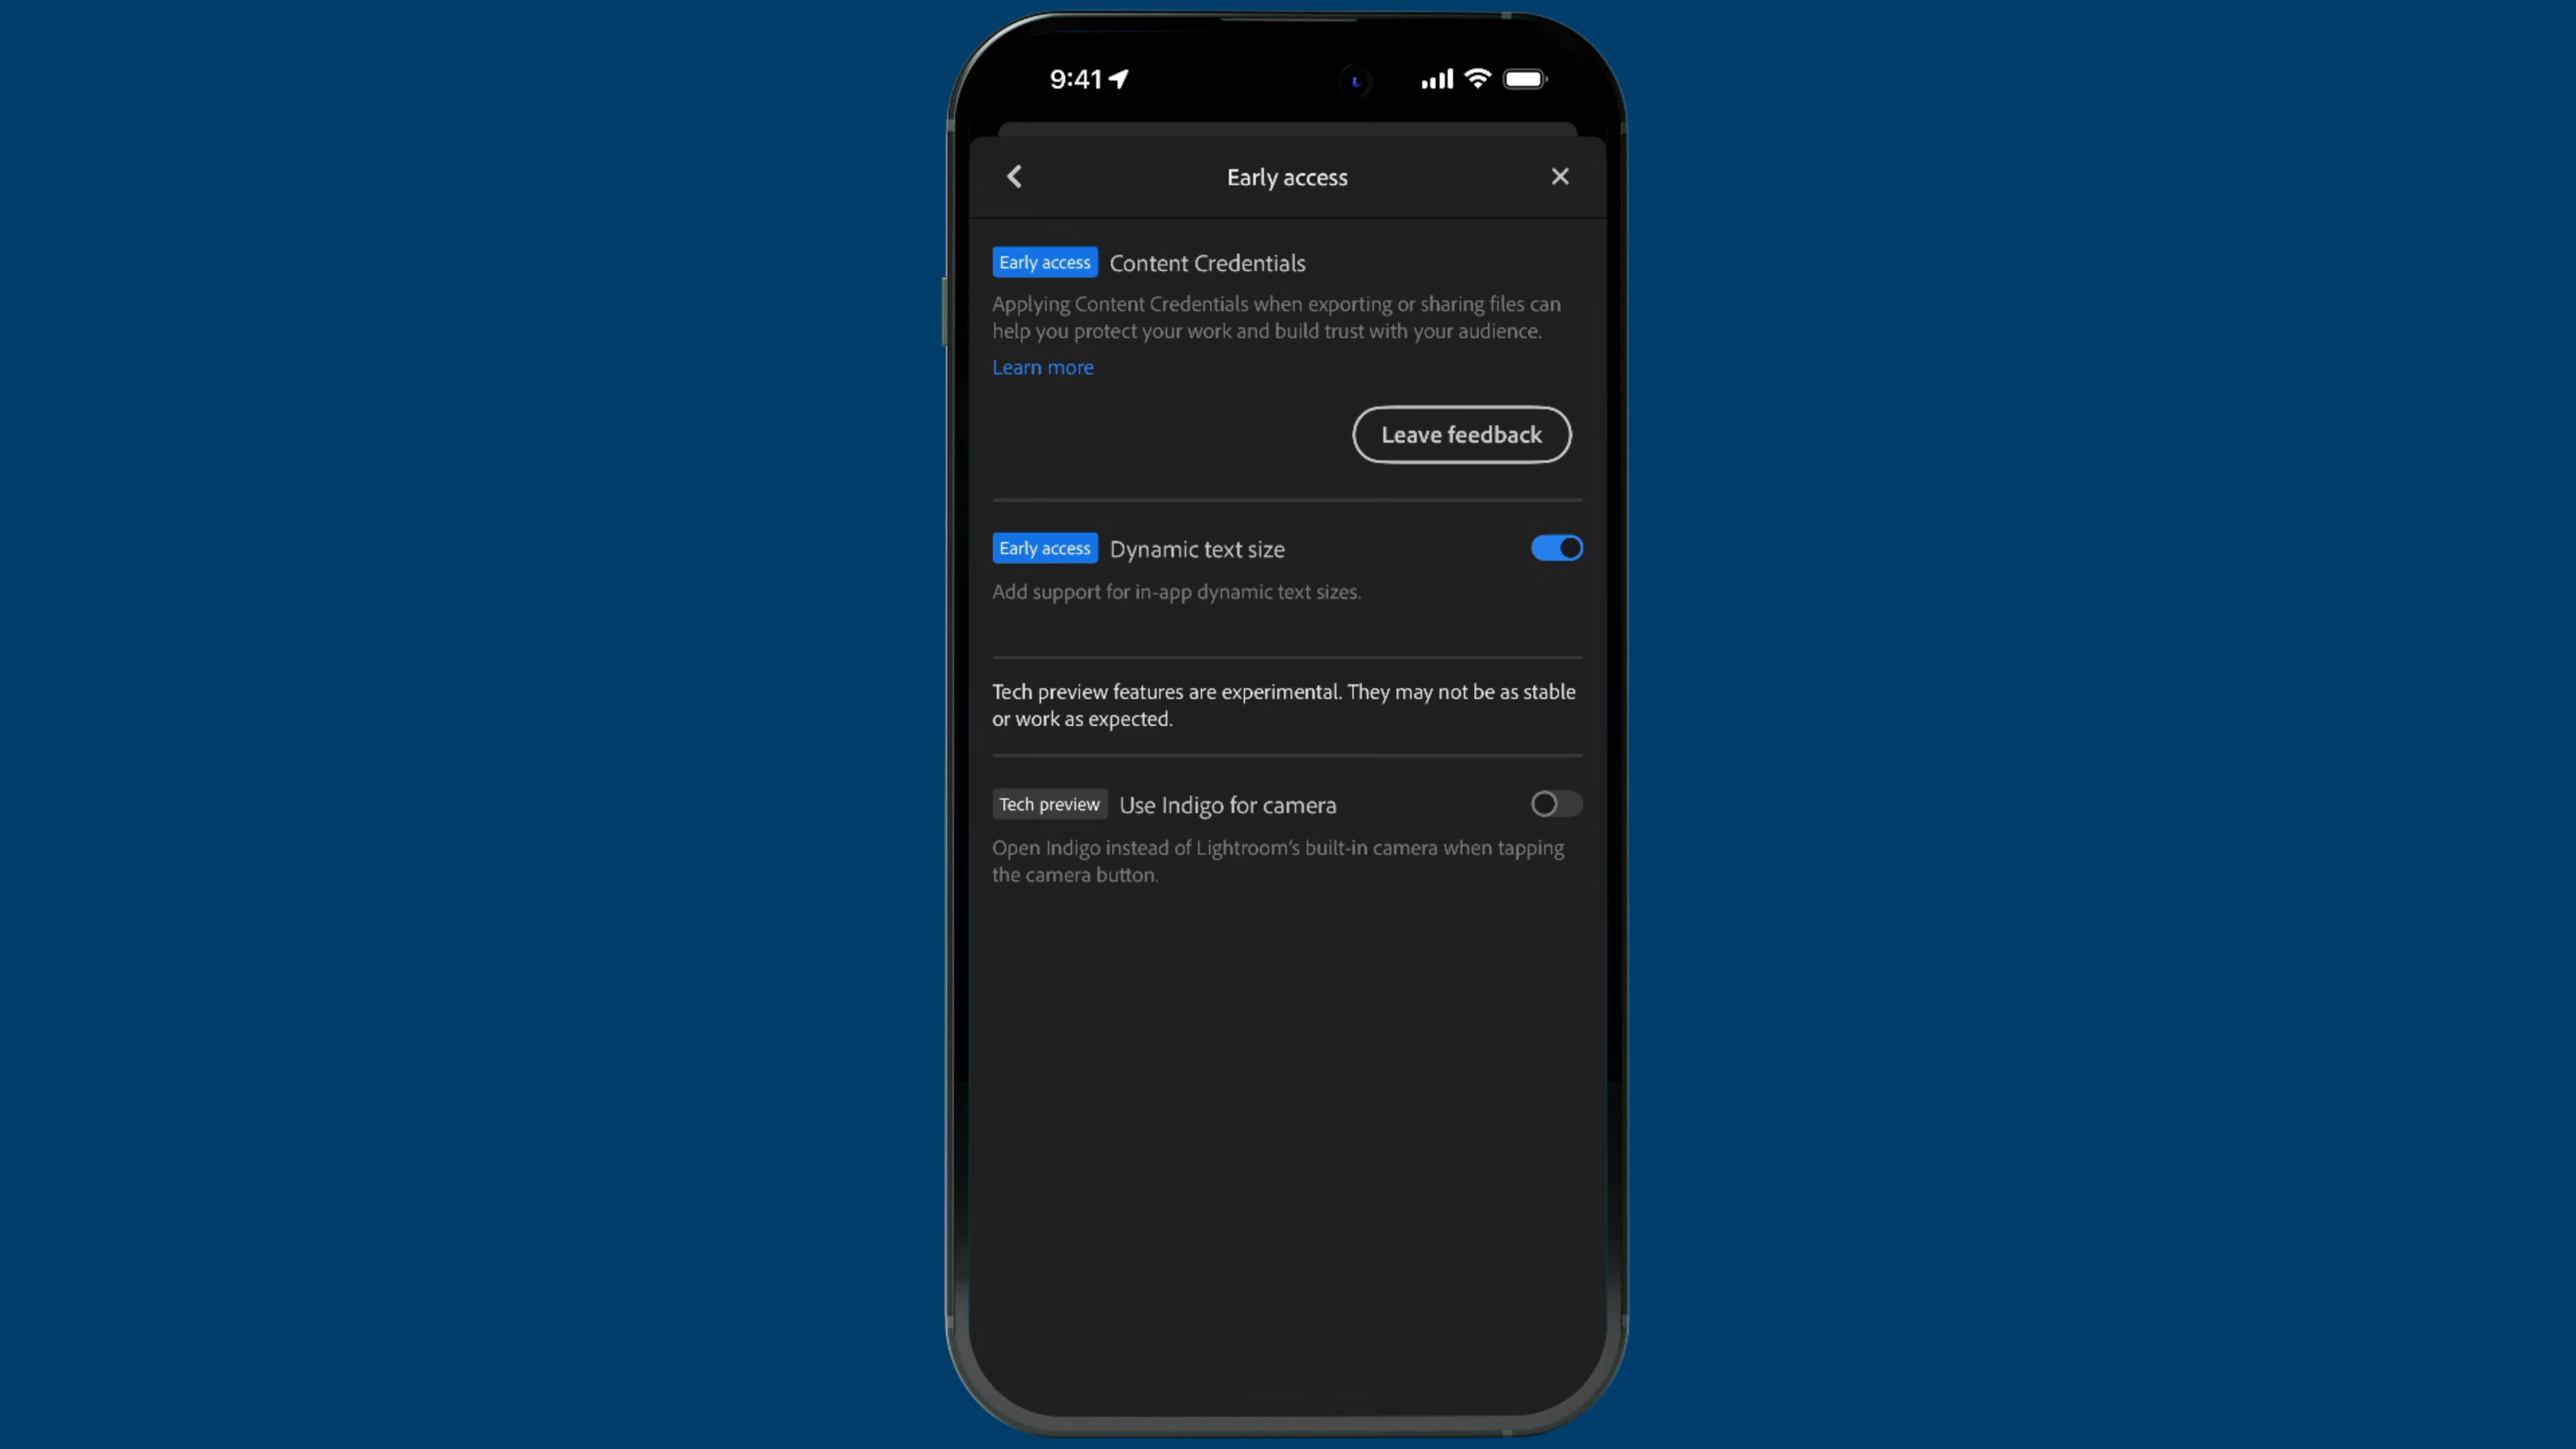 9:41
Early access
Early access Content Credentials
Applying Content Credentials when exporting or sharing files can
help you protect your work and build trust with your audience.
Learn more
Leave feedback
Early access Dynamic text size
Add support for in-app dynamic text sizes.
Tech preview features are experimental. They may not be as stable
or work as expected.
Tech preview Use Indigo for camera
Open Indigo instead of Lightroom’s built-in camera when tapping
the camera button.